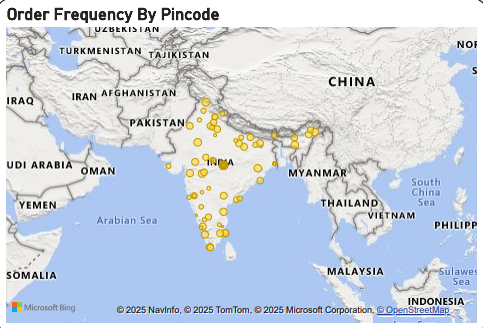 Order Frequency By Pincode
UZBEKISTAN
TURKMENISTAN
TAJIKISTAN
CHINA
IRAQ
IRAN
AFGHANISTAN
PAKISTAN
UDI ARABIA
OMAN
INDIA
MYANMAR
YEMEN
THAILAND
South
China
Sea
VIETNAM
Arabian Sea
PHILIPP
SOMALIA
MALAYSIA
Sulawes
Sea
INDONESIA
NOR
Microsoft Bing
© 2025 NavInfo, © 2025 TomTom, © 2025 Microsoft Corporation, © OpenStreetMap